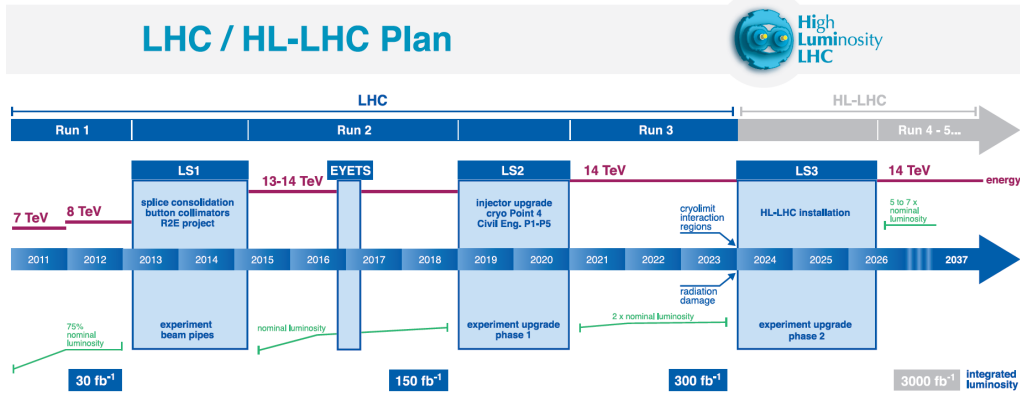 LHC / HL-LHC Plan
High
Luminosity
LHC
LHC
HL-LHC
Run 1
Run 2
Run 3
Run 4 - 5...
LS1
EYETS
LS2
LS3
13-14 TeV
14 TeV
14 TeV
energy
7 TeV
8 TeV
splice consolidation
button collimators
R2E project
injector upgrade
cryo Point 4
Civil Eng. P1-P5
cryolimit
interaction
regions
HL-LHC installation
5 to 7 x
nominal
luminosity
2011
2012
2013
2014
2015
2016
2017
2018
2019
2020
2021
2022
2023
2024
2025
2026
2037
radiation
damage
75%
nominal
luminosity
experiment
beam pipes
nominal luminosity
experiment upgrade
phase 1
2 x nominal luminosity
experiment upgrade
phase 2
30 fb⁻¹
150 fb⁻¹
300 fb⁻¹
3000 fb⁻¹
integrated
luminosity